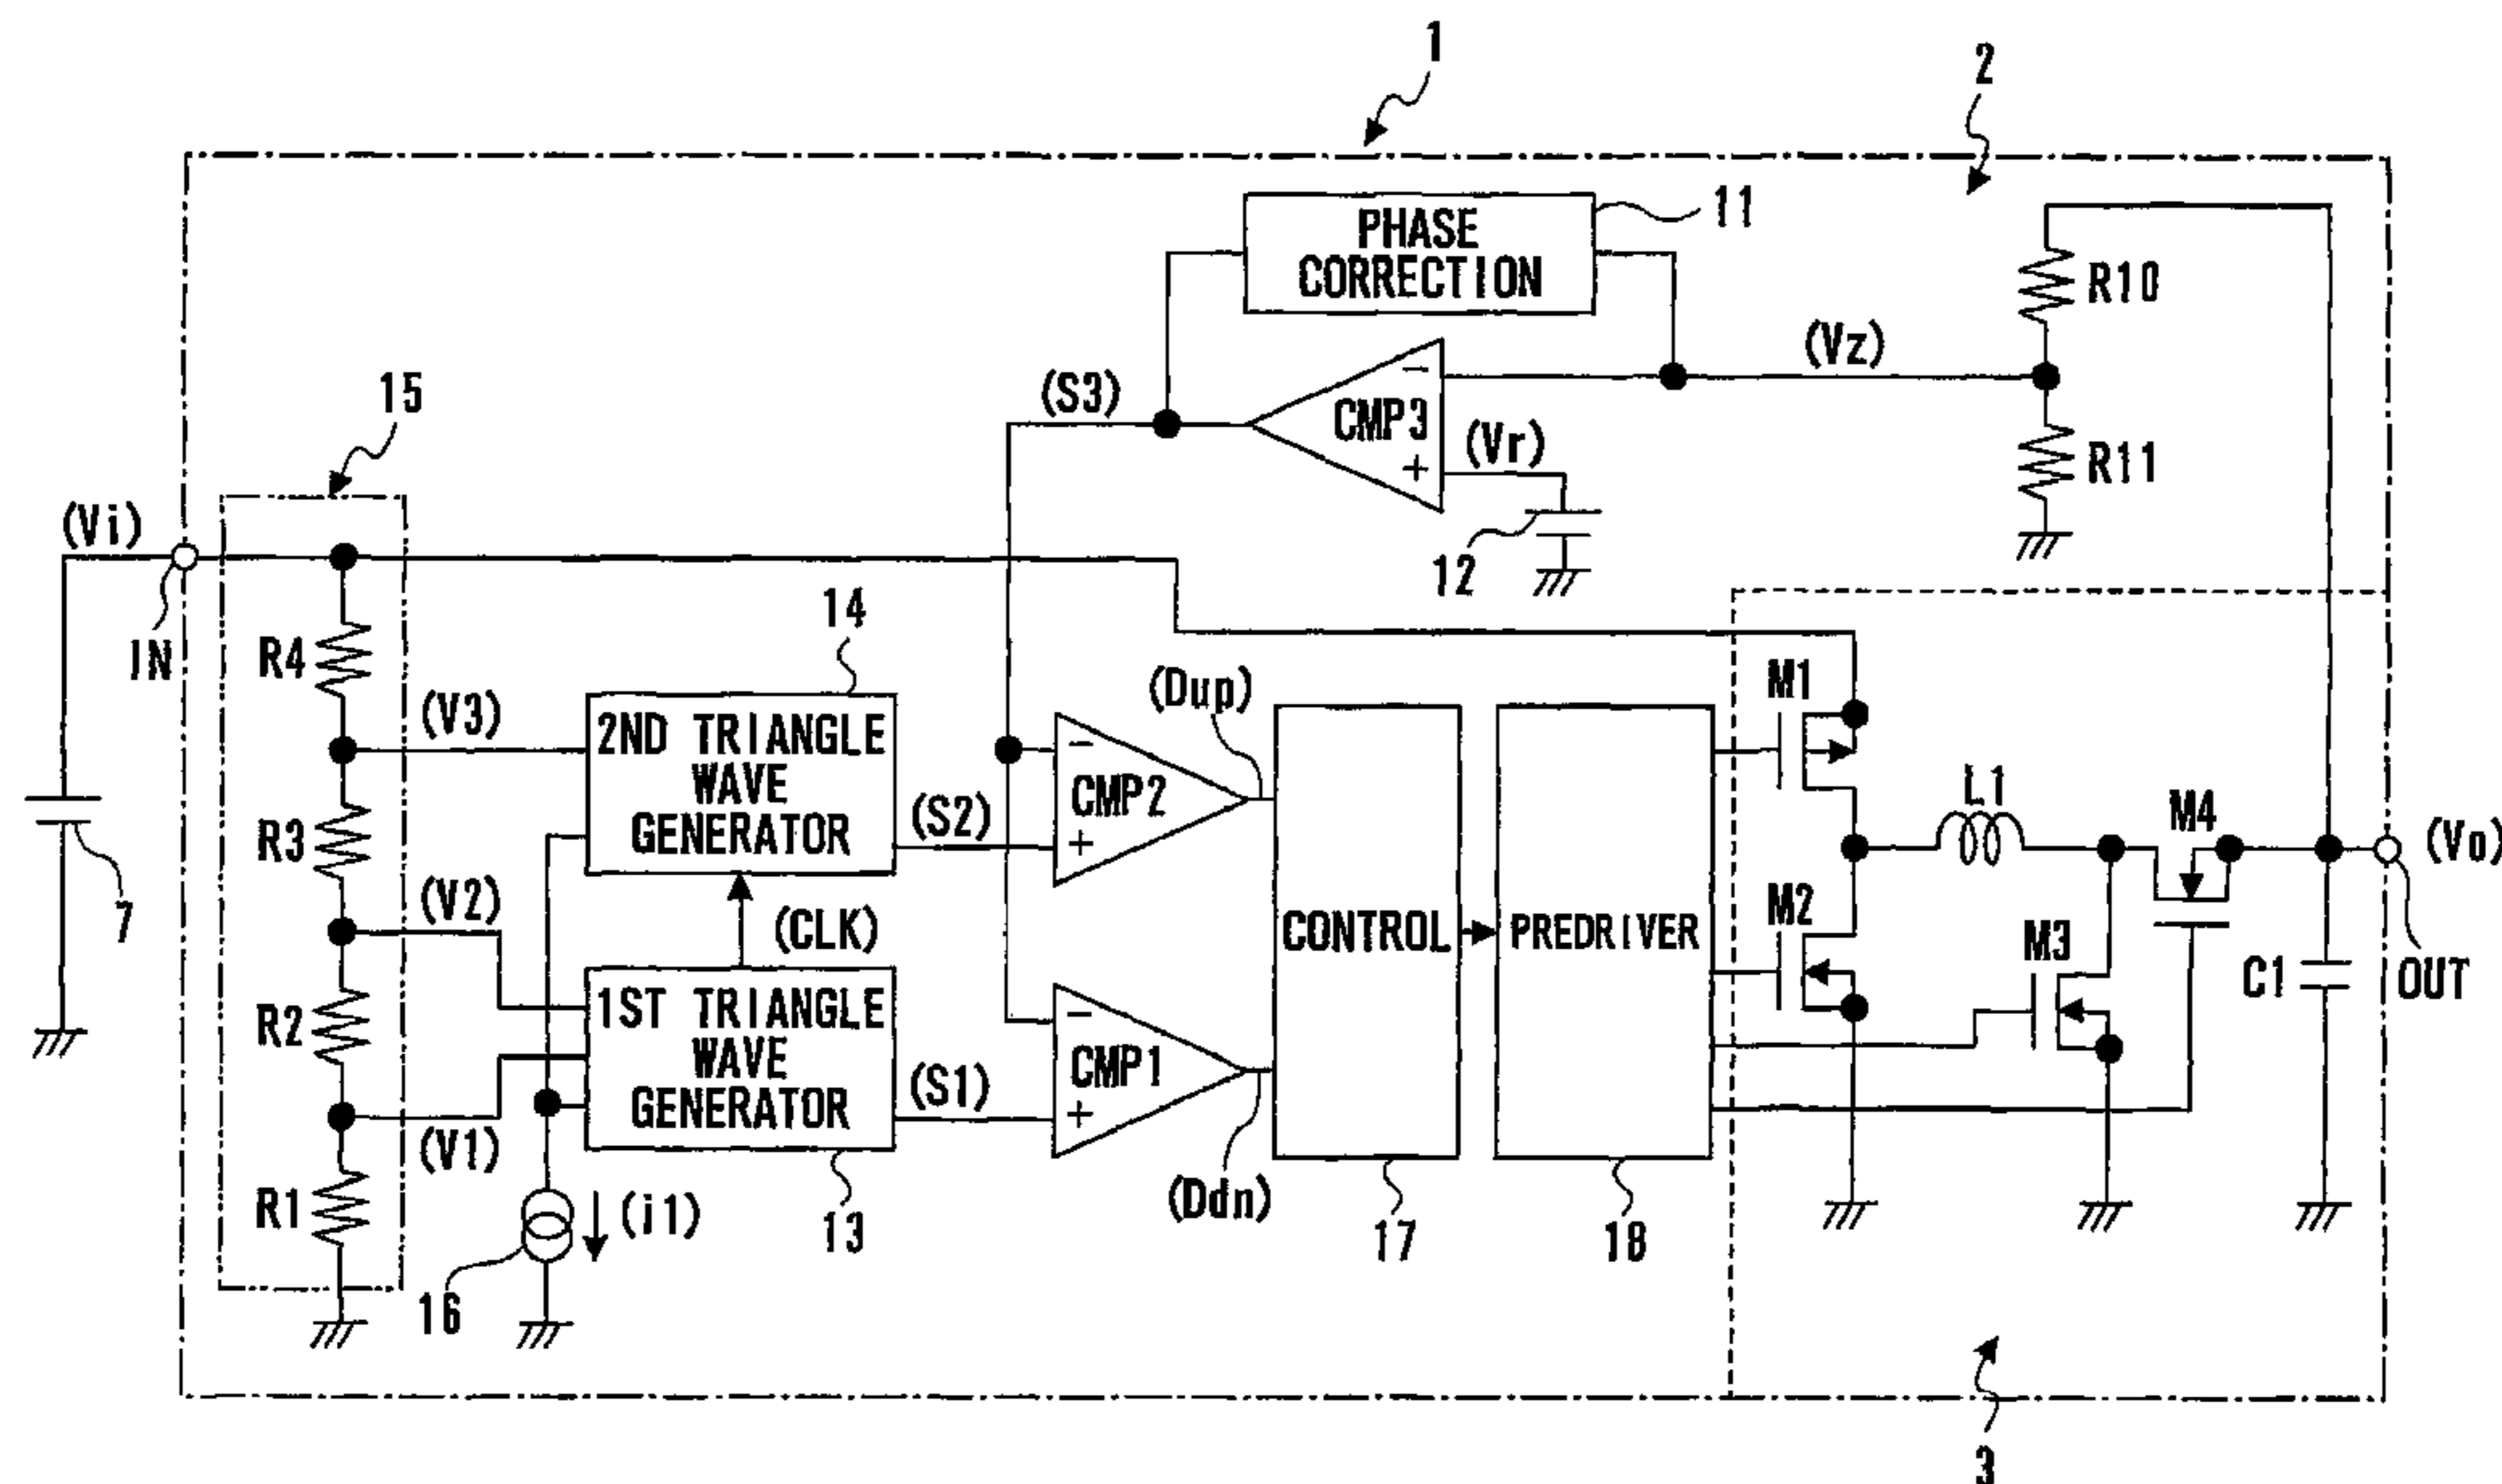 1
2
PHASE
CORRECTION
11
R10
(Vz)
15
(S3)
CMP3
(Vr)
R11
(Vi)
12
IN
14
R4
M1
(Dup)
(V3)
2ND TRIANGLE
WAVE
GENERATOR
CMP2
L1
M4
(Vo)
R3
(S2)
7
(V2)
(CLK)
CONTROL
PREDRIVER
M2
M3
C1
OUT
R2
1ST TRIANGLE
WAVE
GENERATOR
CMP1
(S1)
(V1)
R1
(i1)
13
(Ddn)
17
18
16
3
−
+
−
+
−
+